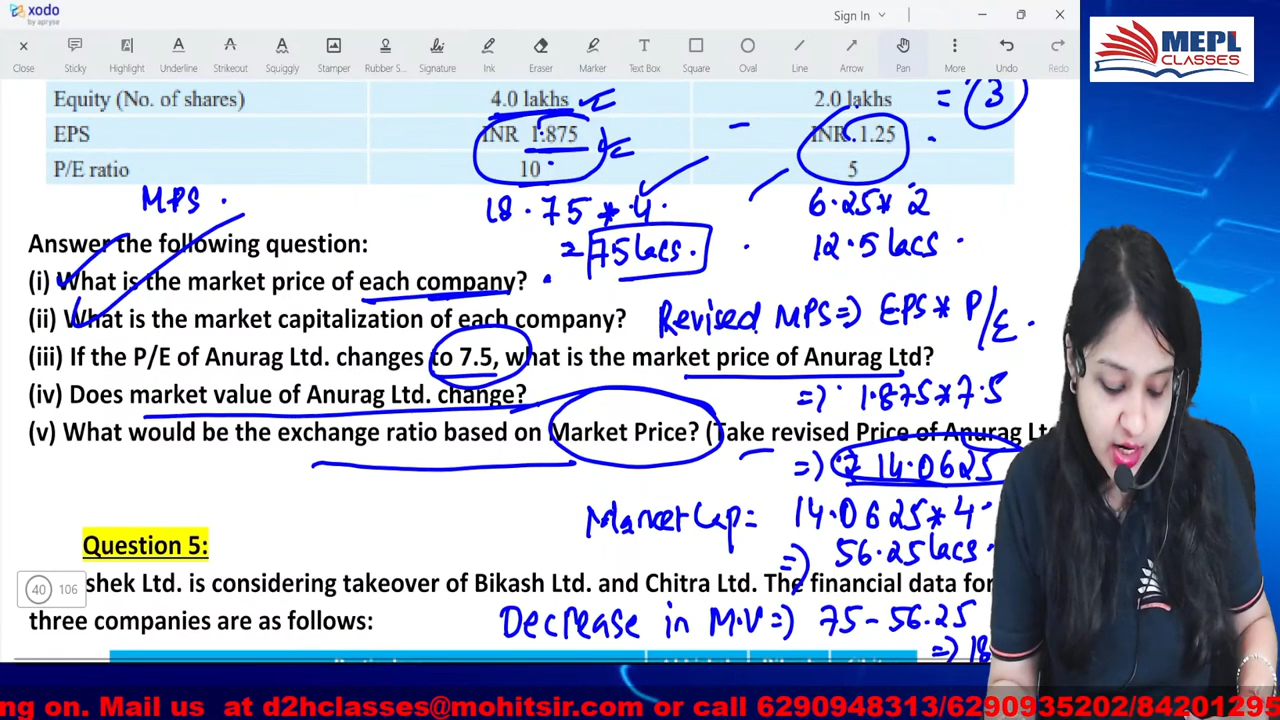 xodo
by apryse
Sign In
MEPL
CLASSES
Close Sticky Highlight Underline Strikeout Squiggly Stamper Rubber Signature Pencil Eraser Marker Text Box Square Oval Line Arrow Pan More Undo Redo
Equity (No. of shares) 4.0 lakhs 2.0 lakhs = 3
EPS INR 1.875 INR 1.25
P/E ratio 10 5
MPS
18.75 * 4 6.25 * 2
= 75 lacs. 12.5 lacs
Answer the following question:
(i) What is the market price of each company?
(ii) What is the market capitalization of each company?
Revised MPS => EPS * P/E
(iii) If the P/E of Anurag Ltd. changes to 7.5, what is the market price of Anurag Ltd?
(iv) Does market value of Anurag Ltd. change?
=> 1.875*7.5
(v) What would be the exchange ratio based on Market Price? (Take revised Price of Anurag Lt
=> 14.0625
Market Cap = 14.0625*4
=> 56.25 lacs
Question 5:
shek Ltd. is considering takeover of Bikash Ltd. and Chitra Ltd. The financial data for
three companies are as follows:
Decrease in M.V => 75-56.25
=> 18
40 106
ng on. Mail us at d2hclasses@mohitsir.com or call 6290948313/6290935202/84201295